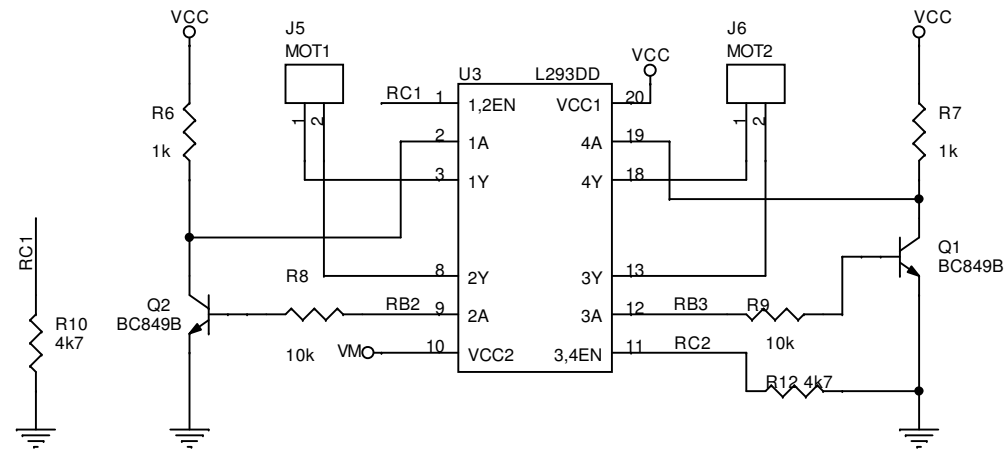 VCC
J5
MOT1
J6
MOT2
VCC
VCC
U3
L293DD
R6
1k
1
2
RC1
1
1,2EN
VCC1
20
1
2
R7
1k
2
1A
4A
19
3
1Y
4Y
18
RC1
R10
4k7
Q2
BC849B
R8
10k
8
2Y
3Y
13
Q1
BC849B
RB2
9
2A
3A
12
RB3
R9
10k
VM
10
VCC2
3,4EN
11
RC2
R12 4k7